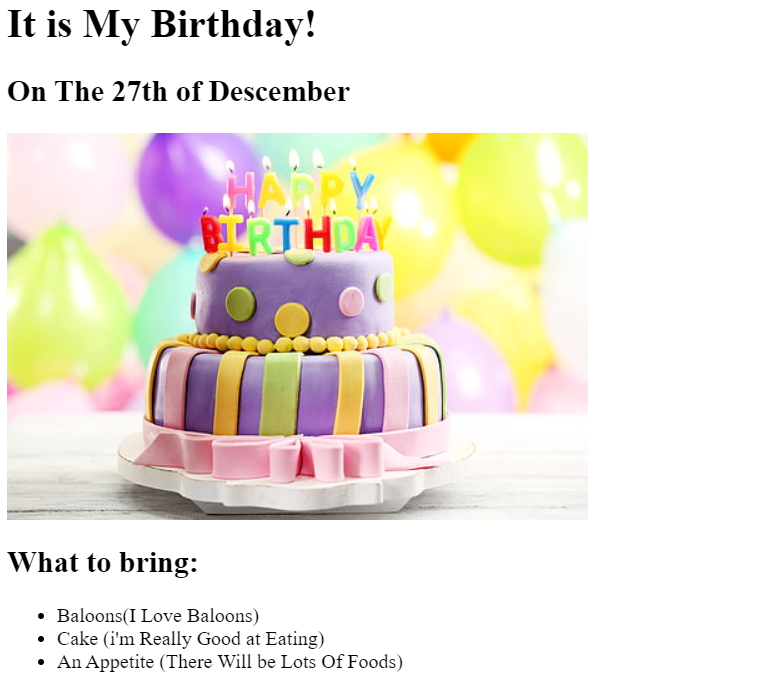 It is My Birthday!
On The 27th of Descember
HAPPY
BIRTHDAY
What to bring:
Baloons(I Love Baloons)
Cake (i'm Really Good at Eating)
An Appetite (There Will be Lots Of Foods)